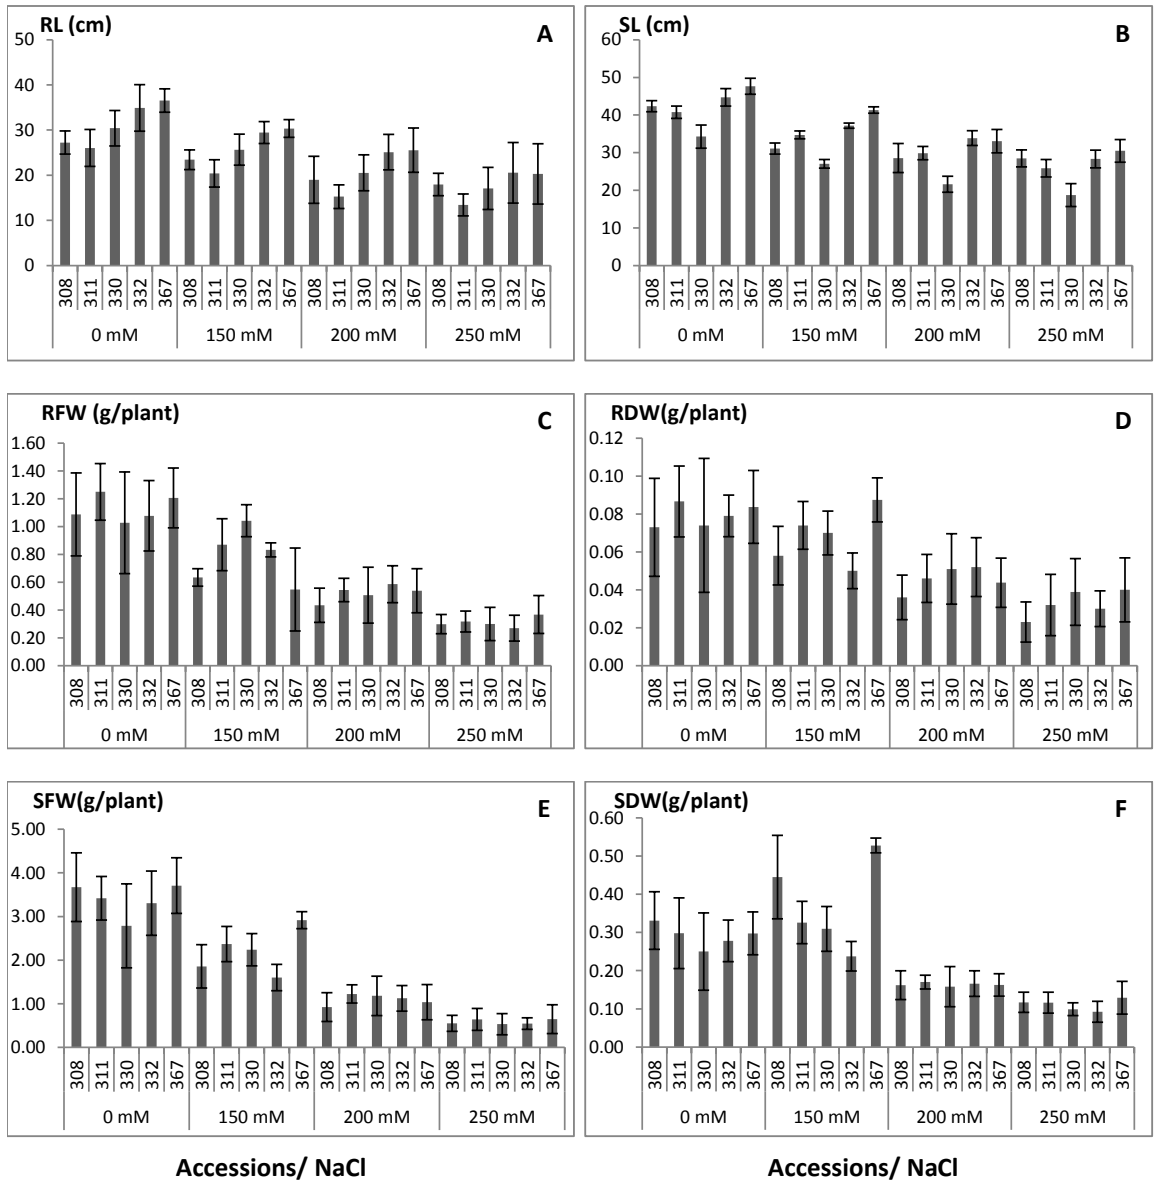 RL (cm) A
50
40
30
20
10
0
308 311 330 332 367 308 311 330 332 367 308 311 330 332 367 308 311 330 332 367
0 mM 150 mM 200 mM 250 mM
SL (cm) B
60
50
40
30
20
10
0
308 311 330 332 367 308 311 330 332 367 308 311 330 332 367 308 311 330 332 367
0 mM 150 mM 200 mM 250 mM
RFW (g/plant) C
1.60
1.40
1.20
1.00
0.80
0.60
0.40
0.20
0.00
308 311 330 332 367 308 311 330 332 367 308 311 330 332 367 308 311 330 332 367
0 mM 150 mM 200 mM 250 mM
RDW(g/plant) D
0.12
0.10
0.08
0.06
0.04
0.02
0.00
308 311 330 332 367 308 311 330 332 367 308 311 330 332 367 308 311 330 332 367
0 mM 150 mM 200 mM 250 mM
SFW(g/plant) E
5.00
4.00
3.00
2.00
1.00
0.00
308 311 330 332 367 308 311 330 332 367 308 311 330 332 367 308 311 330 332 367
0 mM 150 mM 200 mM 250 mM
Accessions/ NaCl
SDW(g/plant) F
0.60
0.50
0.40
0.30
0.20
0.10
0.00
308 311 330 332 367 308 311 330 332 367 308 311 330 332 367 308 311 330 332 367
0 mM 150 mM 200 mM 250 mM
Accessions/ NaCl